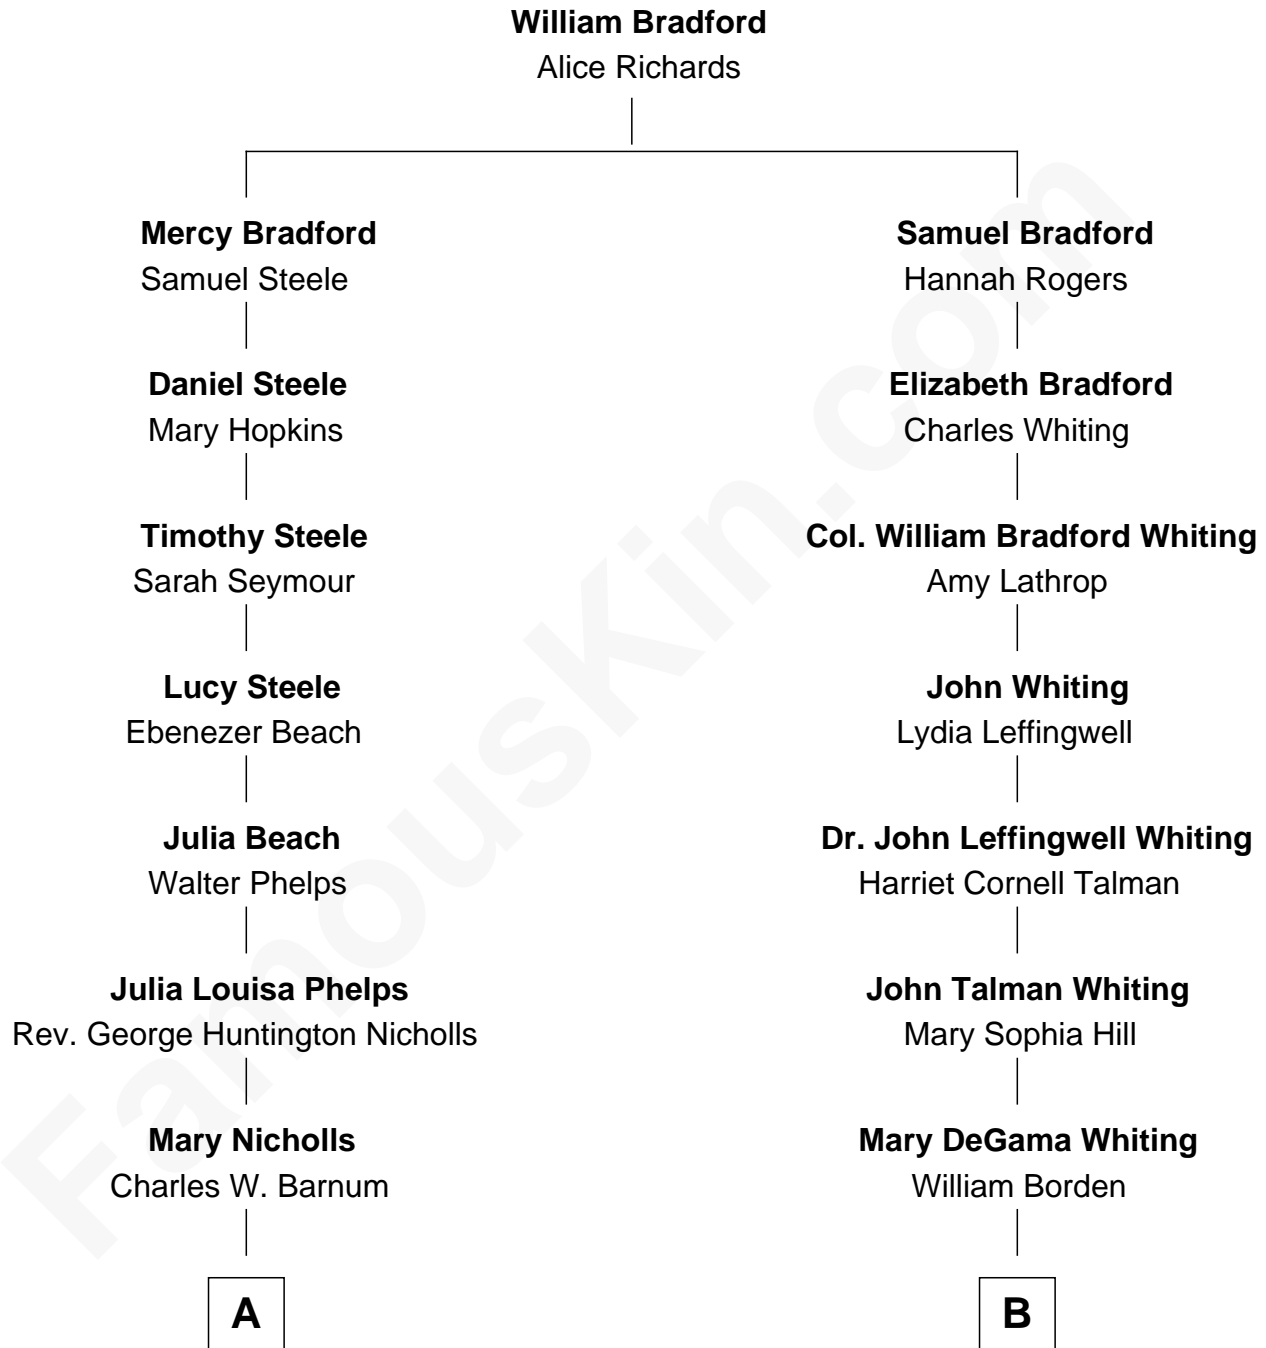 William Bradford
Alice Richards
Mercy Bradford
Samuel Steele
Samuel Bradford
Hannah Rogers
Daniel Steele
Mary Hopkins
Elizabeth Bradford
Charles Whiting
Timothy Steele
Sarah Seymour
Col. William Bradford Whiting
Amy Lathrop
Lucy Steele
Ebenezer Beach
John Whiting
Lydia Leffingwell
Julia Beach
Walter Phelps
Dr. John Leffingwell Whiting
Harriet Cornell Talman
Julia Louisa Phelps
Rev. George Huntington Nicholls
John Talman Whiting
Mary Sophia Hill
Mary Nicholls
Charles W. Barnum
Mary DeGama Whiting
William Borden
A
B
FamousKin.com